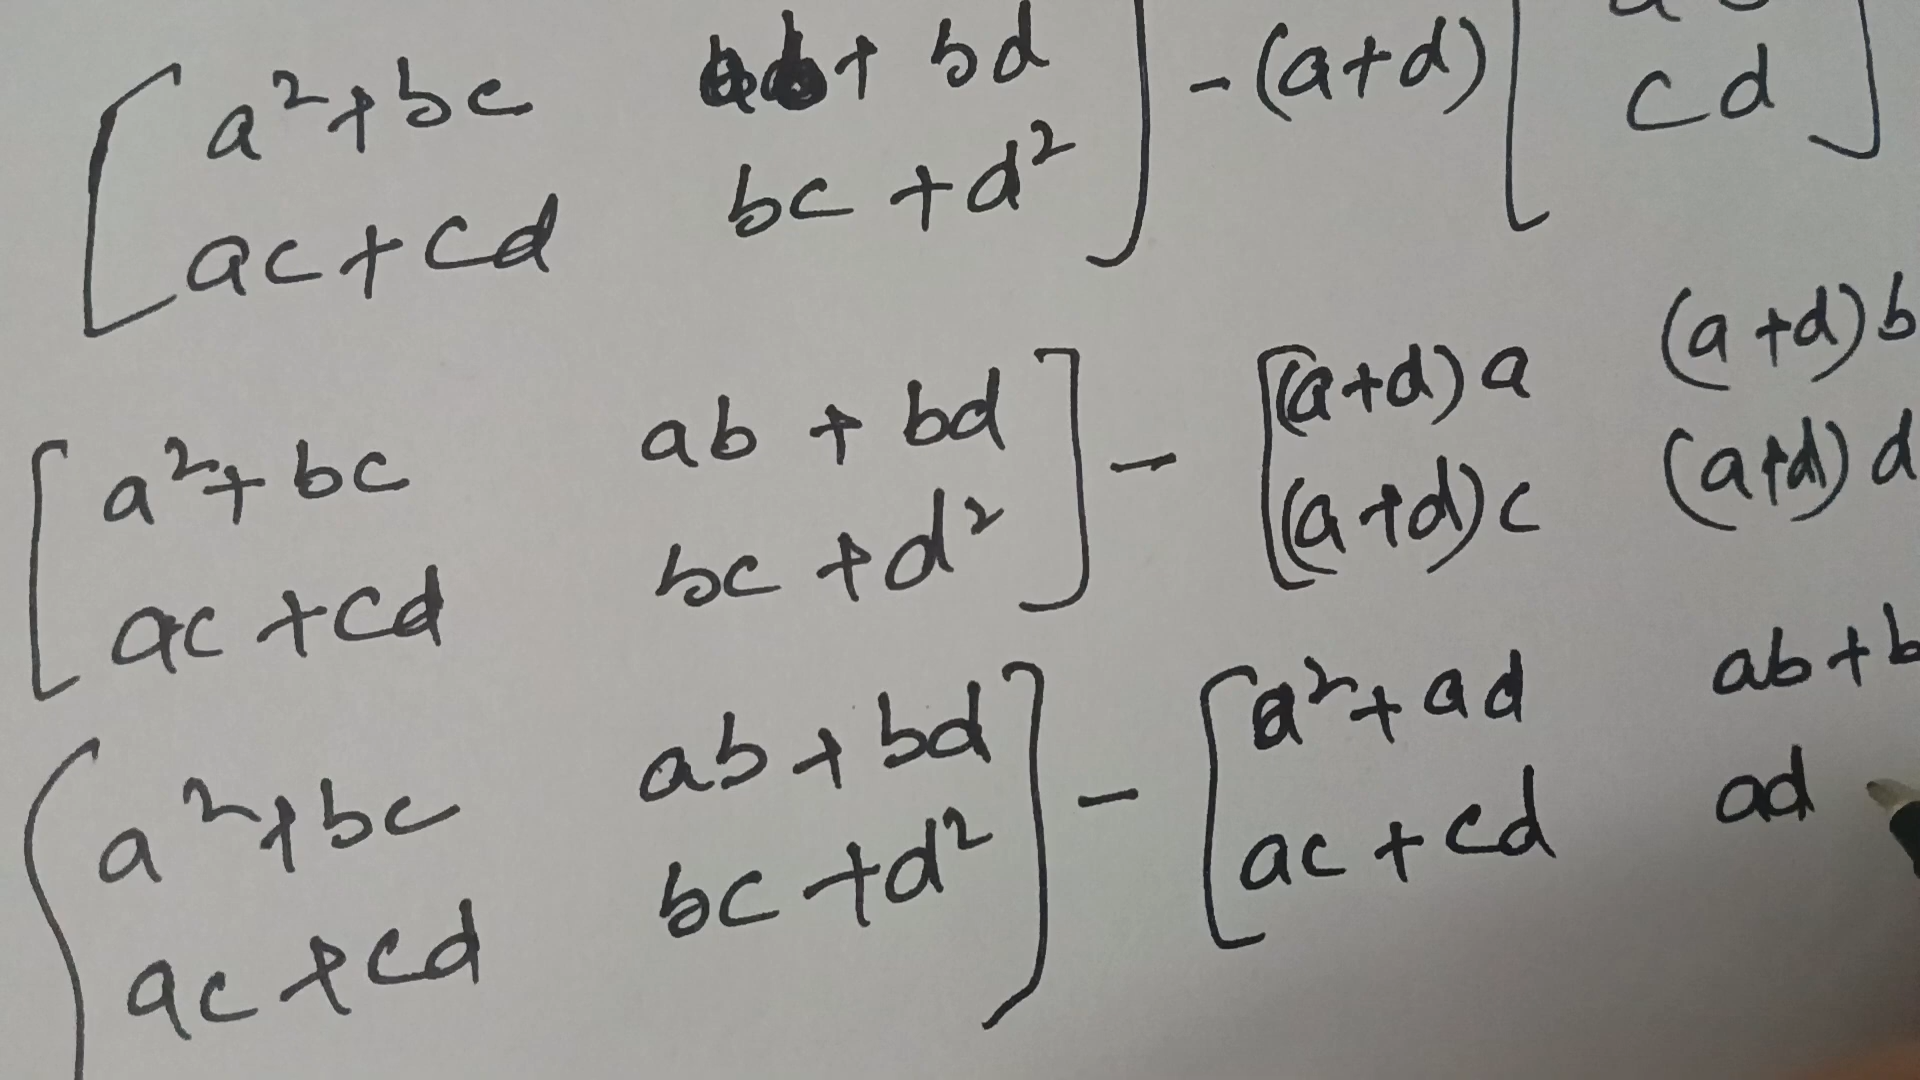 [ a²+bc ab+ bd ] - (a+d) [
ac+cd bc+d² c d ]
[ a²+bc ab + bd ] - [ (a+d) a (a+d) b
ac+cd bc+d² (a+d) c (a+d) d
[ a²+bc ab+bd ] - [ a²+ad ab+b
ac+cd bc+d² ac+cd ad